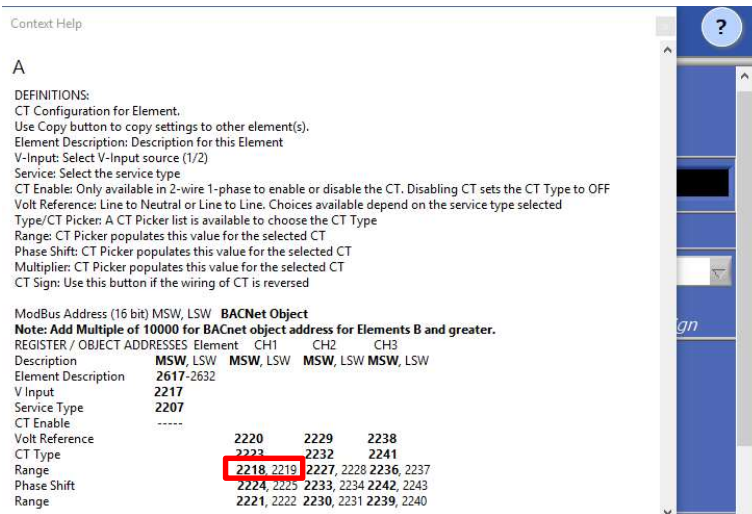 Context Help
?
A
DEFINITIONS:
CT Configuration for Element.
Use Copy button to copy settings to other element(s).
Element Description: Description for this Element
V-Input: Select V-Input source (1/2)
Service: Select the service type
CT Enable: Only available in 2-wire 1-phase to enable or disable the CT. Disabling CT sets the CT Type to OFF
Volt Reference: Line to Neutral or Line to Line. Choices available depend on the service type selected
Type/CT Picker: A CT Picker list is available to choose the CT Type
Range: CT Picker populates this value for the selected CT
Phase Shift: CT Picker populates this value for the selected CT
Multiplier: CT Picker populates this value for the selected CT
CT Sign: Use this button if the wiring of CT is reversed
ign
ModBus Address (16 bit) MSW, LSW BACNet Object
Note: Add Multiple of 10000 for BACnet object address for Elements B and greater.
REGISTER / OBJECT ADDRESSES Element CH1 CH2 CH3
Description MSW, LSW MSW, LSW MSW, LSW MSW, LSW
Element Description 2617-2632
V Input 2217
Service Type 2207
CT Enable -----
Volt Reference 2220 2229 2238
CT Type 2223 2232 2241
Range 2218, 2219 2227, 2228 2236, 2237
Phase Shift 2224, 2225 2233, 2234 2242, 2243
Range 2221, 2222 2230, 2231 2239, 2240